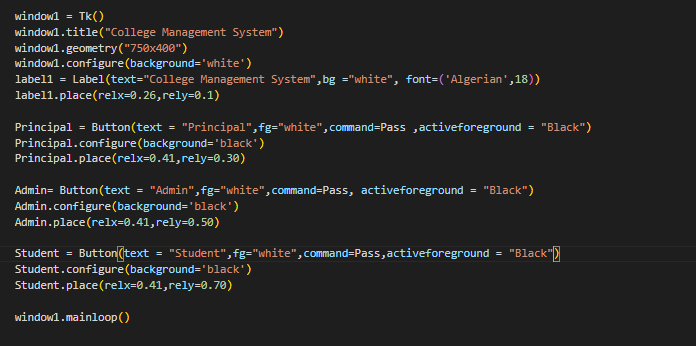 window1 = Tk()
window1.title("College Management System")
window1.geometry("750x400")
window1.configure(background='white')
label1 = Label(text="College Management System",bg ="white", font=('Algerian',18))
label1.place(relx=0.26,rely=0.1)
Principal = Button(text = "Principal",fg="white",command=Pass ,activeforeground = "Black")
Principal.configure(background='black')
Principal.place(relx=0.41,rely=0.30)
Admin= Button(text = "Admin",fg="white",command=Pass, activeforeground = "Black")
Admin.configure(background='black')
Admin.place(relx=0.41,rely=0.50)
Student = Button(text = "Student",fg="white",command=Pass,activeforeground = "Black")
Student.configure(background='black')
Student.place(relx=0.41,rely=0.70)
window1.mainloop()